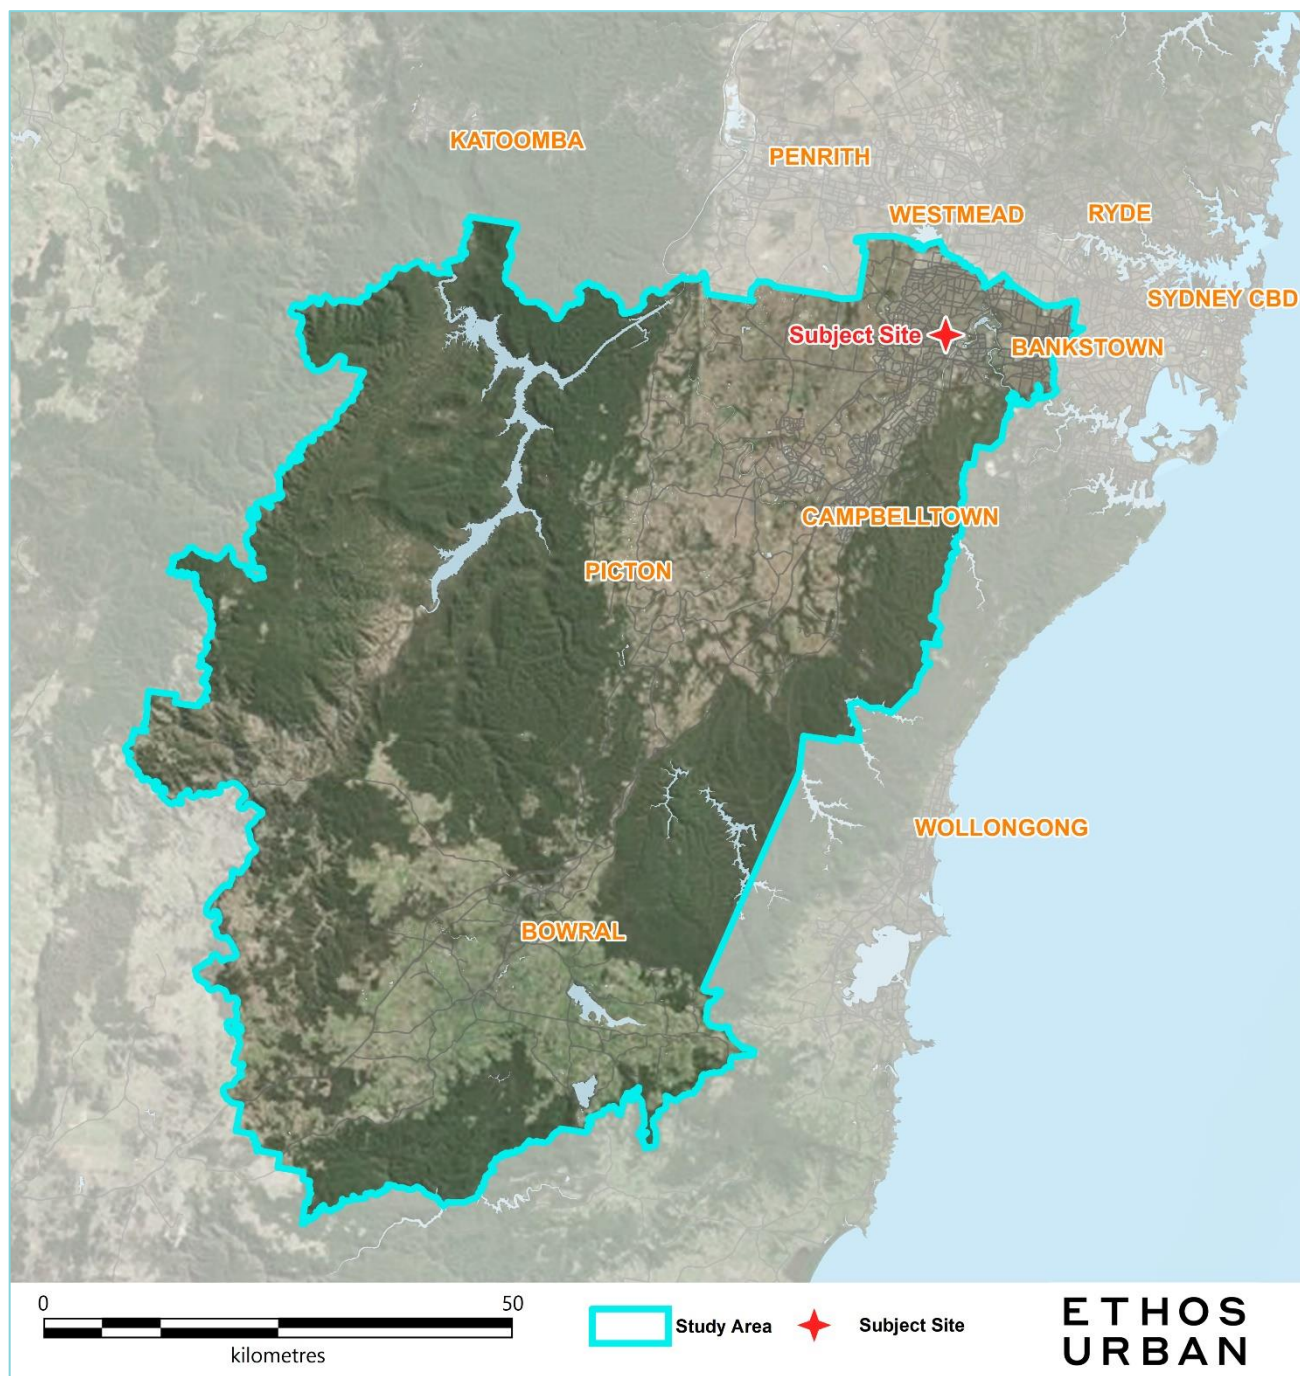 KATOOMBA
PENRITH
WESTMEAD
RYDE
SYDNEY CBD
Subject Site
BANKSTOWN
CAMPBELLTOWN
PICTON
WOLLONGONG
BOWRAL
0
50
kilometres
Study Area
Subject Site
ETHOS
URBAN